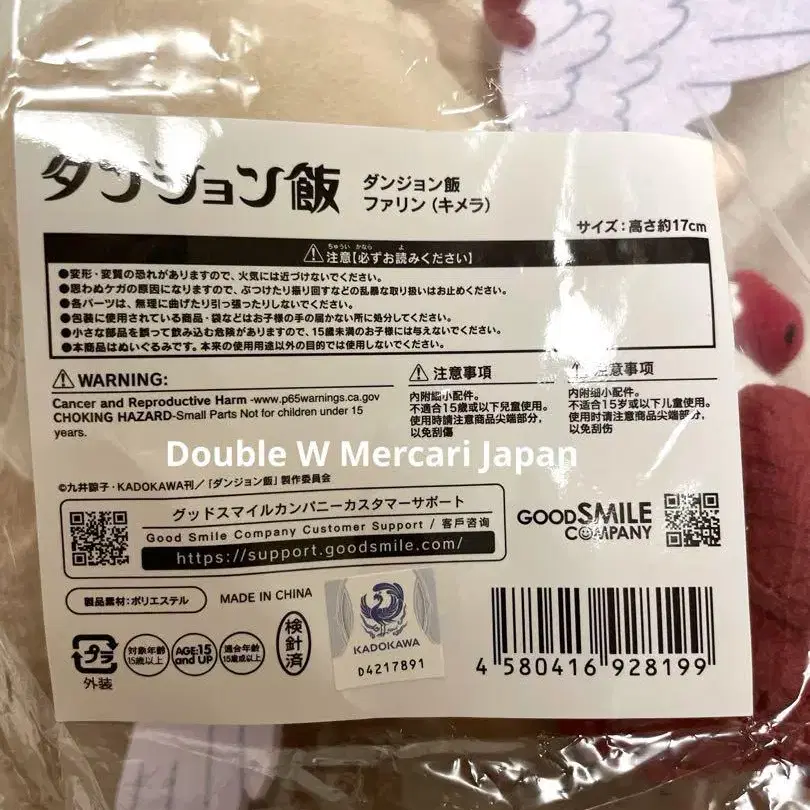 ダンジョン飯
ダンジョン飯
ファリン(キメラ)
サイズ:高さ約17cm
ちゅうい かなら よ
⚠注意【必ずお読みください】
●変形・変質の恐れがありますので、火気には近づけないでください。
●思わぬケガの原因になりますので、ぶつけたり振り回すなどの乱暴な取り扱いはお止めください。
●各パーツは、無理に曲げたり引っ張ったりしないでください。
●包装に使用されている商品・袋などはお子様の手の届かない所に処分してください。
●小さな部品を誤って飲み込む危険がありますので、15歳未満のお子様には与えないでください。
●本商品はぬいぐるみです。本来の使用用途以外の目的では使用しないでください。
⚠WARNING:
Cancer and Reproductive Harm -www.p65warnings.ca.gov
CHOKING HAZARD-Small Parts Not for children under 15
years.
⚠注意事項
內附細小配件。
不適合15歲或以下兒童使用。
使用時請注意商品尖端部分,
以免刮傷
⚠注意事项
内附细小配件。
不适合15岁或以下儿童使用。
使用时请注意商品尖端部分,
以免刮伤
Double W Mercari Japan
©九井諒子・KADOKAWA刊/「ダンジョン飯」製作委員会
グッドスマイルカンパニーカスタマーサポート
Good Smile Company Customer Support / 客戶咨询
https://support.goodsmile.com/
GOODSMILE
COMPANY
製品素材:ポリエステル
MADE IN CHINA
プラ
外装
対象年齢
15歳以上
AGE:15
and UP
適合年齡
15歲或以上
検針済
KADOKAWA
D4217891
4 580416 928199